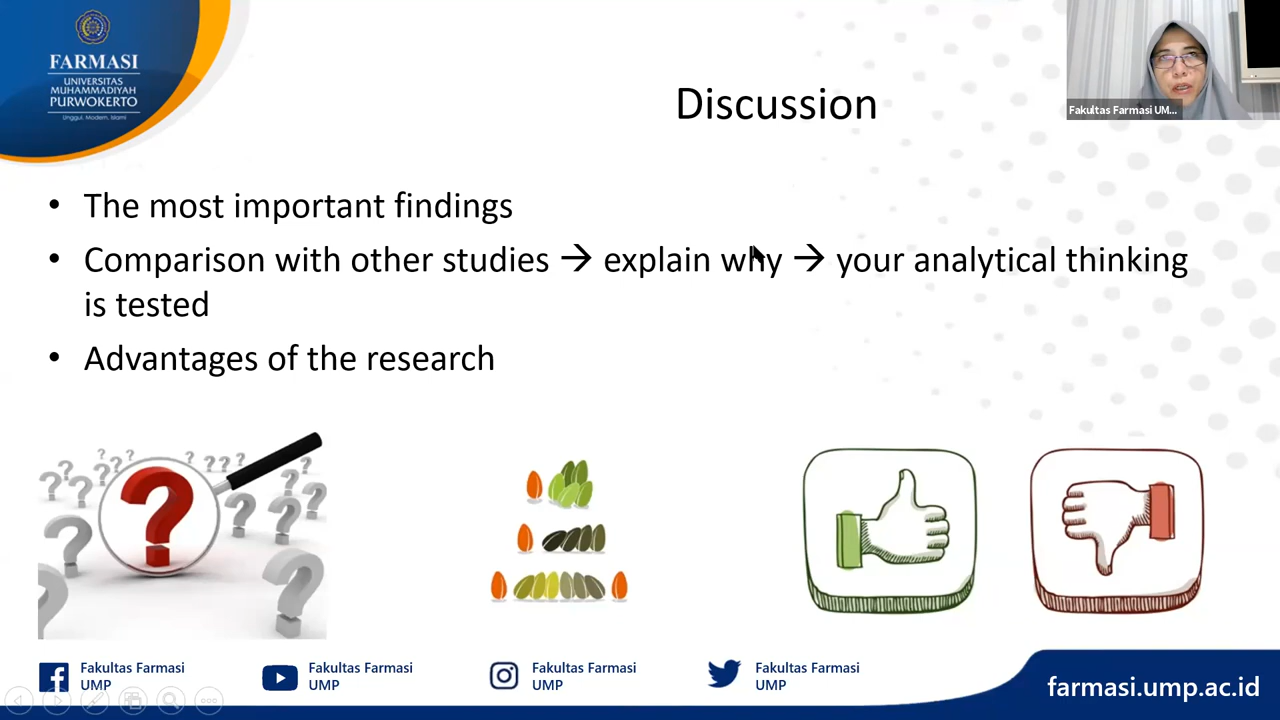 FARMASI
UNIVERSITAS
MUHAMMADIYAH
PURWOKERTO
Unggul, Modern, Islami
Fakultas Farmasi UM...
Discussion
• The most important findings
• Comparison with other studies → explain why → your analytical thinking
is tested
• Advantages of the research
Fakultas Farmasi
UMP
Fakultas Farmasi
UMP
Fakultas Farmasi
UMP
Fakultas Farmasi
UMP
farmasi.ump.ac.id